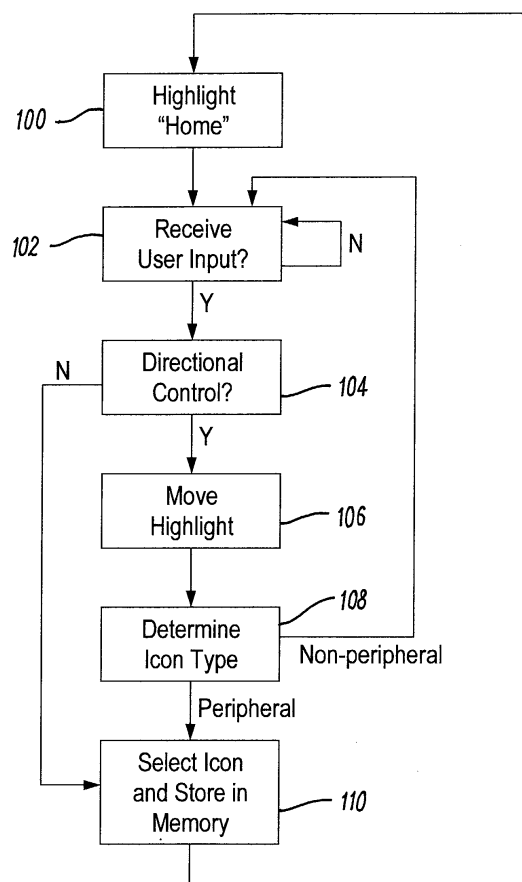 Highlight
"Home"
100
Receive
User Input?
102
N
Y
Directional
Control?
104
N
Y
Move
Highlight
106
Determine
Icon Type
108
Non-peripheral
Peripheral
Select Icon
and Store in
Memory
110